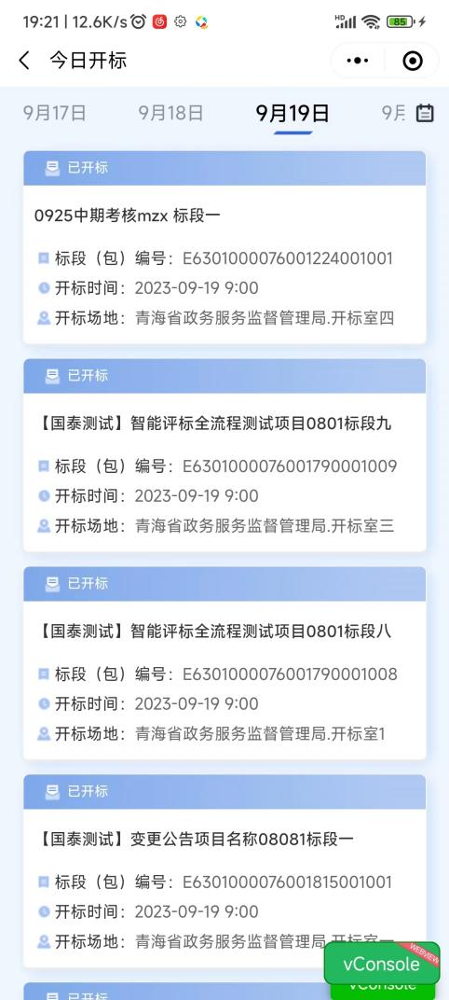 19:21 | 12.6K/s
HD 85
今日开标
9月17日 9月18日 9月19日 9月
已开标
0925中期考核mzx 标段一
标段（包）编号：E6301000076001224001001
开标时间：2023-09-19 9:00
开标场地：青海省政务服务监督管理局.开标室四
已开标
【国泰测试】智能评标全流程测试项目0801标段九
标段（包）编号：E6301000076001790001009
开标时间：2023-09-19 9:00
开标场地：青海省政务服务监督管理局.开标室三
已开标
【国泰测试】智能评标全流程测试项目0801标段八
标段（包）编号：E6301000076001790001008
开标时间：2023-09-19 9:00
开标场地：青海省政务服务监督管理局.开标室1
已开标
【国泰测试】变更公告项目名称08081标段一
标段（包）编号：E6301000076001815001001
开标时间：2023-09-19 9:00
开标场地：青海省政务服务监督管理局.开标室一
WEBVIEW
vConsole
vConsole
已开标